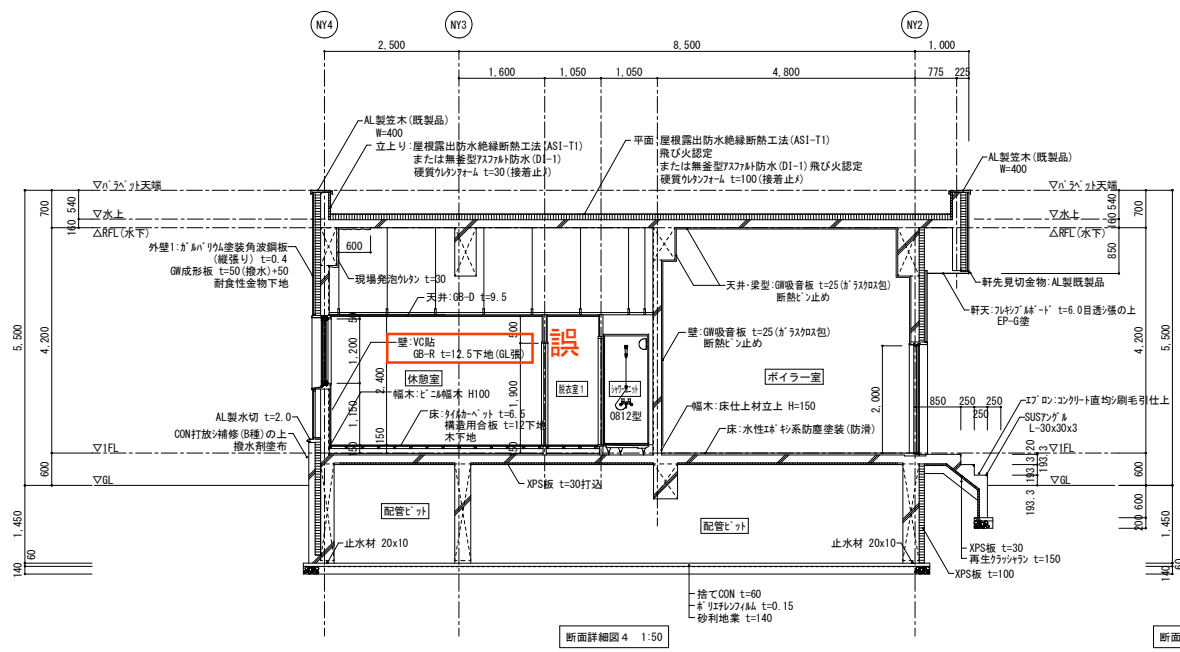 NY4
NY3
NY2
2,500
8,500
1,000
1,600
1,050
1,050
4,800
775
225
AL製笠木(既製品)
W=400
立上り:屋根露出防水絶縁断熱工法(ASI-T1)
または無釜型アスファルト防水(DI-1)
硬質ウレタンフォーム t=30(接着止メ)
平面:屋根露出防水絶縁断熱工法(ASI-T1)
飛び火認定
または無釜型アスファルト防水(DI-1)飛び火認定
硬質ウレタンフォーム t=100(接着止メ)
AL製笠木(既製品)
W=400
▽パラペット天端
▽水上
△RFL(水下)
700
540
160
▽パラペット天端
▽水上
△RFL(水下)
540
160
700
850
外壁1:ガルバリウム塗装角波鋼板
(縦張り) t=0.4
GW成形板 t=50(撥水)+50
耐食性金物下地
600
現場発泡ウレタン t=30
天井:GB-D t=9.5
天井・梁型:GW吸音板 t=25(ガラスクロス包)
断熱ピン止め
軒先見切金物:AL製既製品
軒天:フレキシブルボード t=6.0目透シ張の上
EP-G塗
5,500
4,200
50
1,200
1,150
2,400
150
500
1,900
50
壁:VC貼
GB-R t=12.5下地(GL張)
誤
壁:GW吸音板 t=25(ガラスクロス包)
断熱ピン止め
休憩室
脱衣室1
シャワーユニット
0812型
ボイラー室
2,000
4,200
5,500
幅木:ビニル幅木 H100
床:タイルカーペット t=6.5
構造用合板 t=12下地
木下地
幅木:床仕上材立上 H=150
床:水性エポキシ系防塵塗装(防滑)
850
250
250
250
エプロン:コンクリート直均シ刷毛引仕上
SUSアングル
L-30x30x3
AL製水切 t=2.0
CON打放シ補修(B種)の上
撥水剤塗布
▽1FL
▽GL
600
▽1FL
▽GL
220
193.3
193.3
193.3
600
600
200
XPS板 t=30打込
配管ピット
配管ピット
1,450
60
140
1,450
60
140
止水材 20x10
止水材 20x10
XPS板 t=30
再生クラッシャラン t=150
XPS板 t=100
捨てCON t=60
ポリエチレンフィルム t=0.15
砂利地業 t=140
断面詳細図4 1:50
断面